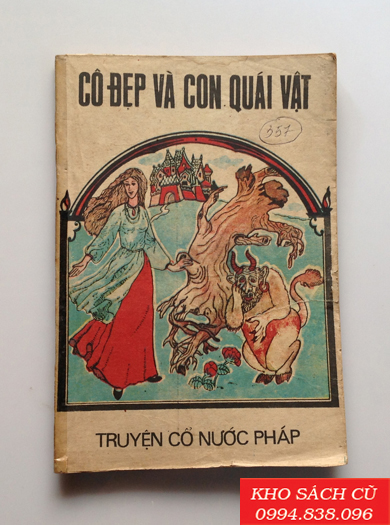 CÔ ĐẸP VÀ CON QUÁI VẬT
357
TRUYỆN CỔ NƯỚC PHÁP
KHO SÁCH CŨ
0994.838.096